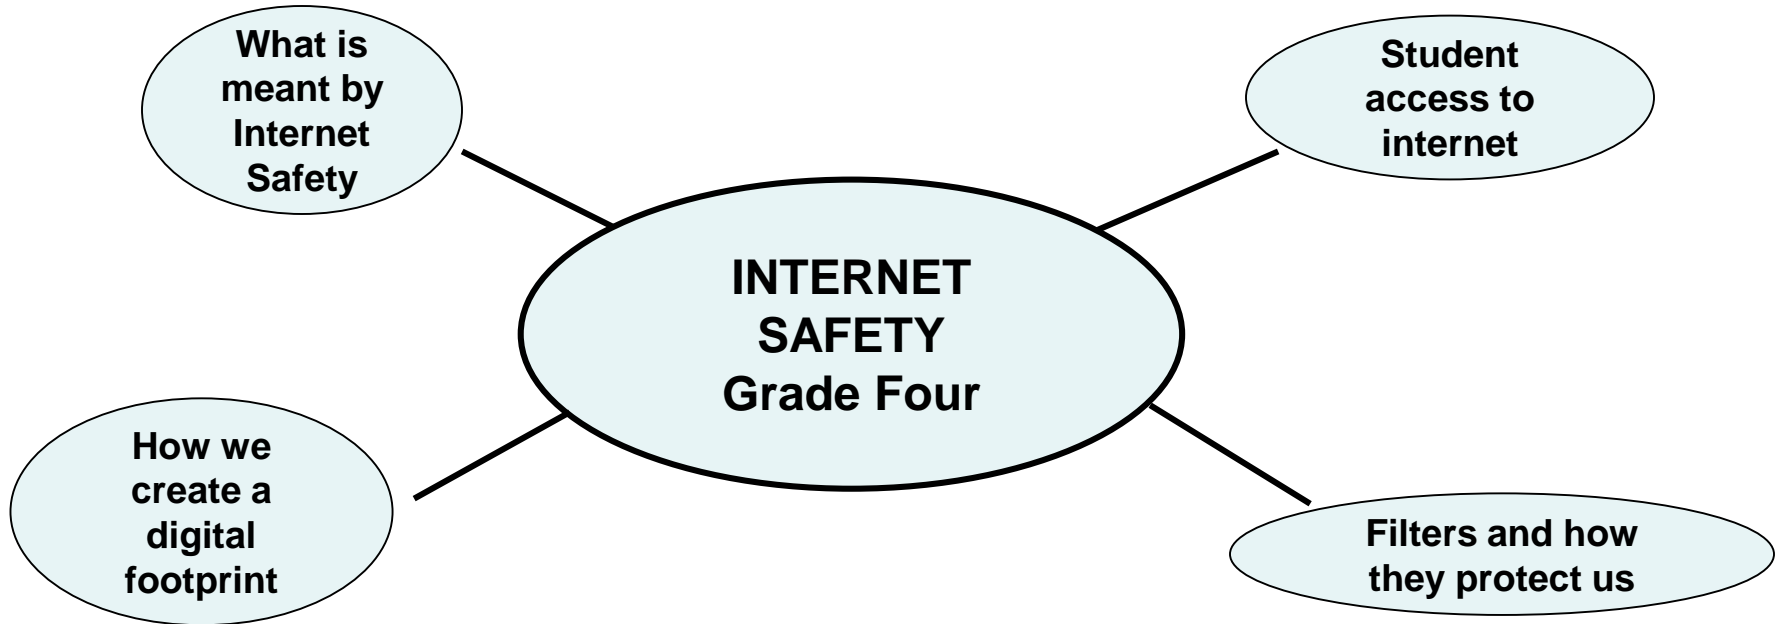 What is
meant by
Internet
Safety
Student
access to
internet
INTERNET
SAFETY
Grade Four
How we
create a
digital
footprint
Filters and how
they protect us